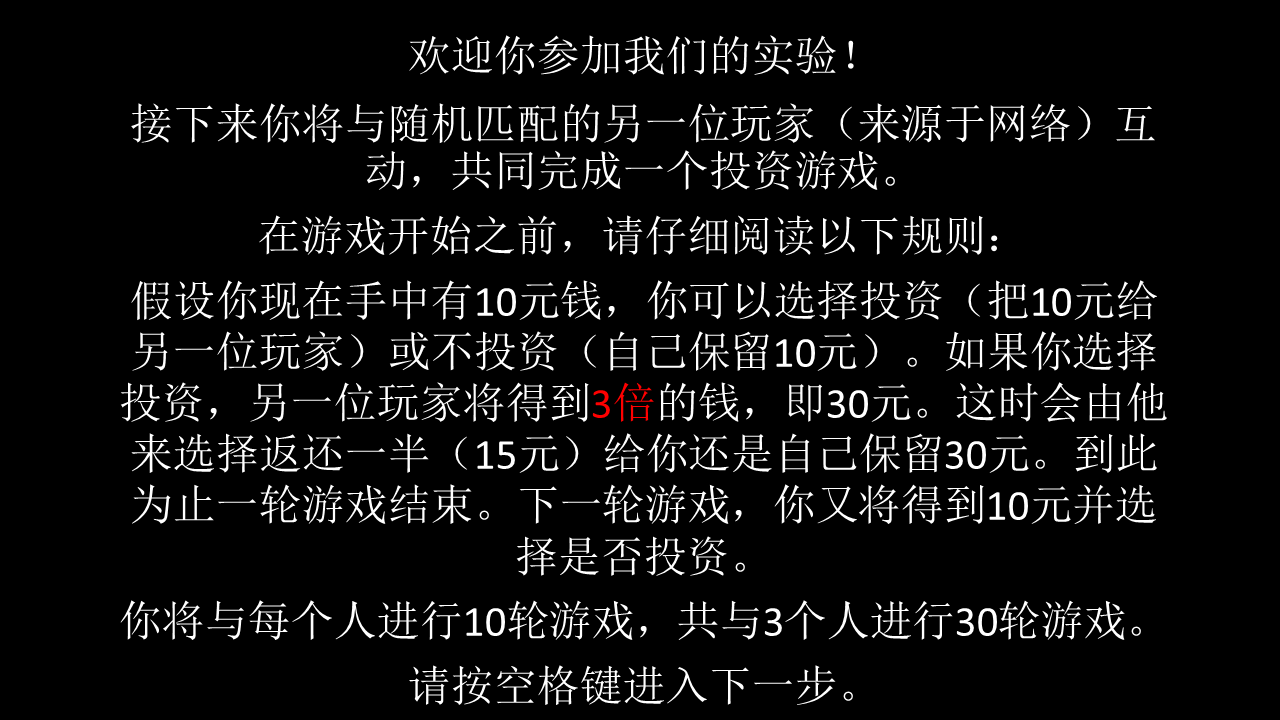 欢迎你参加我们的实验！
接下来你将与随机匹配的另一位玩家（来源于网络）互
动，共同完成一个投资游戏。
在游戏开始之前，请仔细阅读以下规则：
假设你现在手中有10元钱，你可以选择投资（把10元给
另一位玩家）或不投资（自己保留10元）。如果你选择
投资，另一位玩家将得到3倍的钱，即30元。这时会由他
来选择返还一半（15元）给你还是自己保留30元。到此
为止一轮游戏结束。下一轮游戏，你又将得到10元并选
择是否投资。
你将与每个人进行10轮游戏，共与3个人进行30轮游戏。
请按空格键进入下一步。